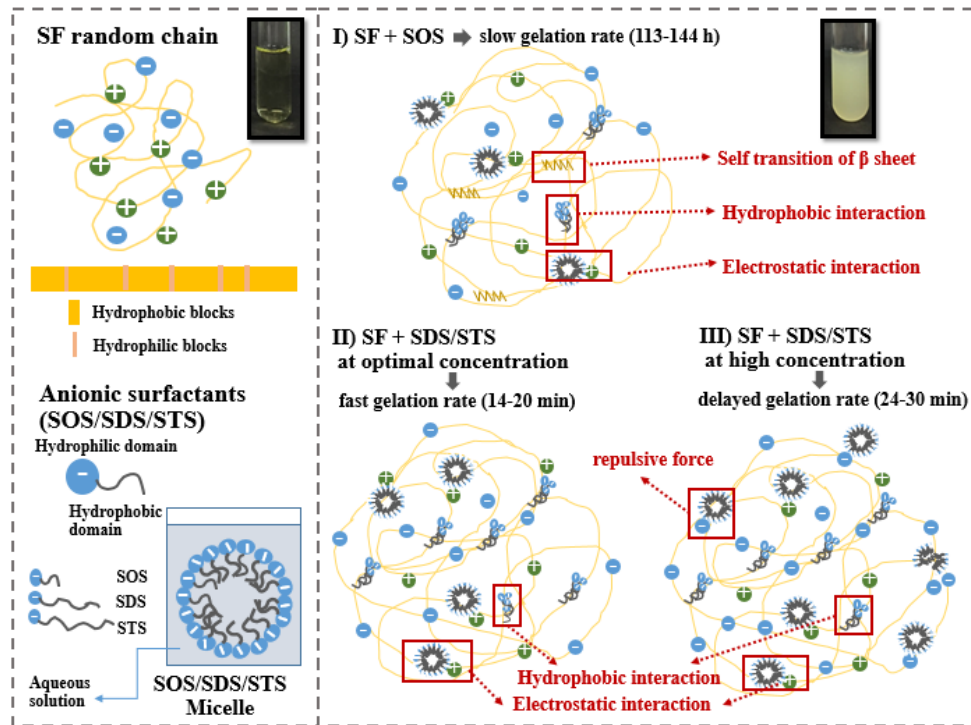 SF random chain
Hydrophobic blocks
Hydrophilic blocks
Anionic surfactants
(SOS/SDS/STS)
Hydrophilic domain
Hydrophobic
domain
SOS
SDS
STS
Aqueous
solution
SOS/SDS/STS
Micelle
I) SF + SOS slow gelation rate (113-144 h)
Self transition of β sheet
Hydrophobic interaction
Electrostatic interaction
II) SF + SDS/STS
at optimal concentration
fast gelation rate (14-20 min)
III) SF + SDS/STS
at high concentration
delayed gelation rate (24-30 min)
repulsive force
Hydrophobic interaction
Electrostatic interaction